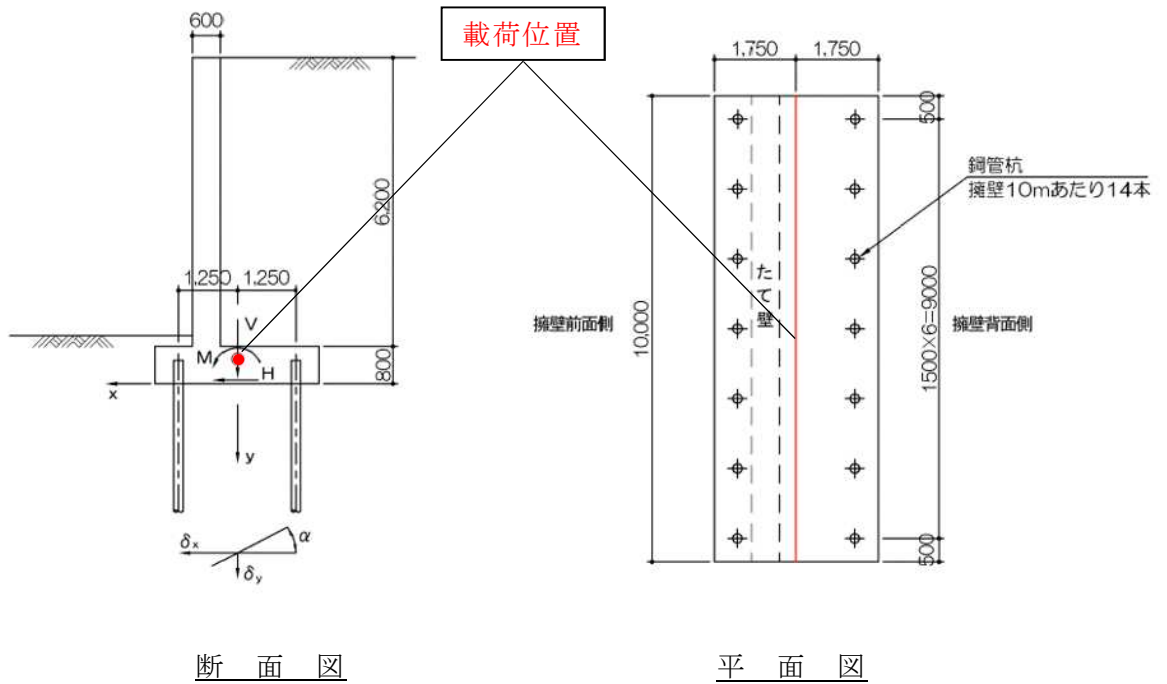 載荷位置
600
6,200
1,250
1,250
V
M
H
800
x
y
δx
α
δy
断面図
1,750
1,750
500
鋼管杭
擁壁10mあたり14本
たて壁
擁壁前面側
10,000
1500×6=9000
擁壁背面側
500
平面図